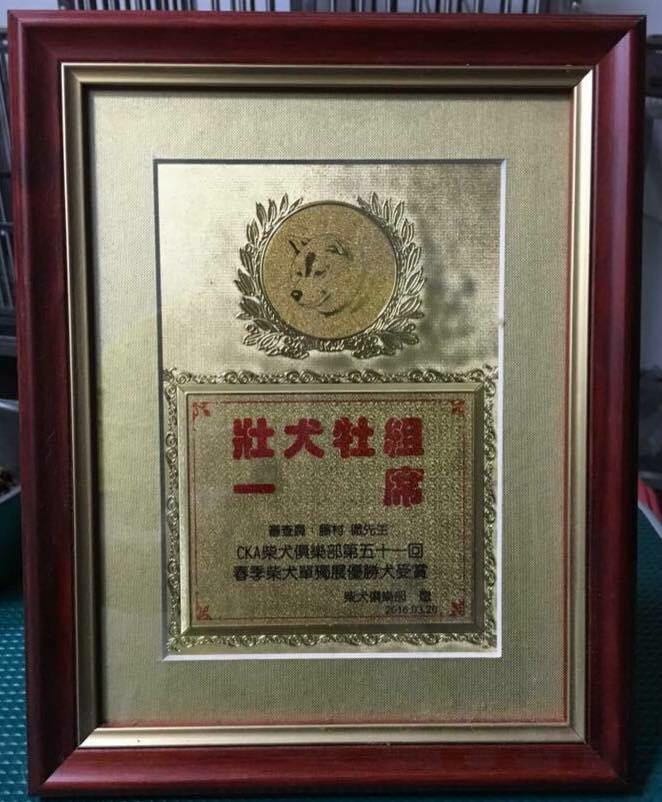 壯犬牡組
一席
審查員：藤村 徹先生
CKA柴犬俱樂部第五十一回
春季柴犬單獨展優勝犬受賞
柴犬俱樂部 贈
2016.03.20